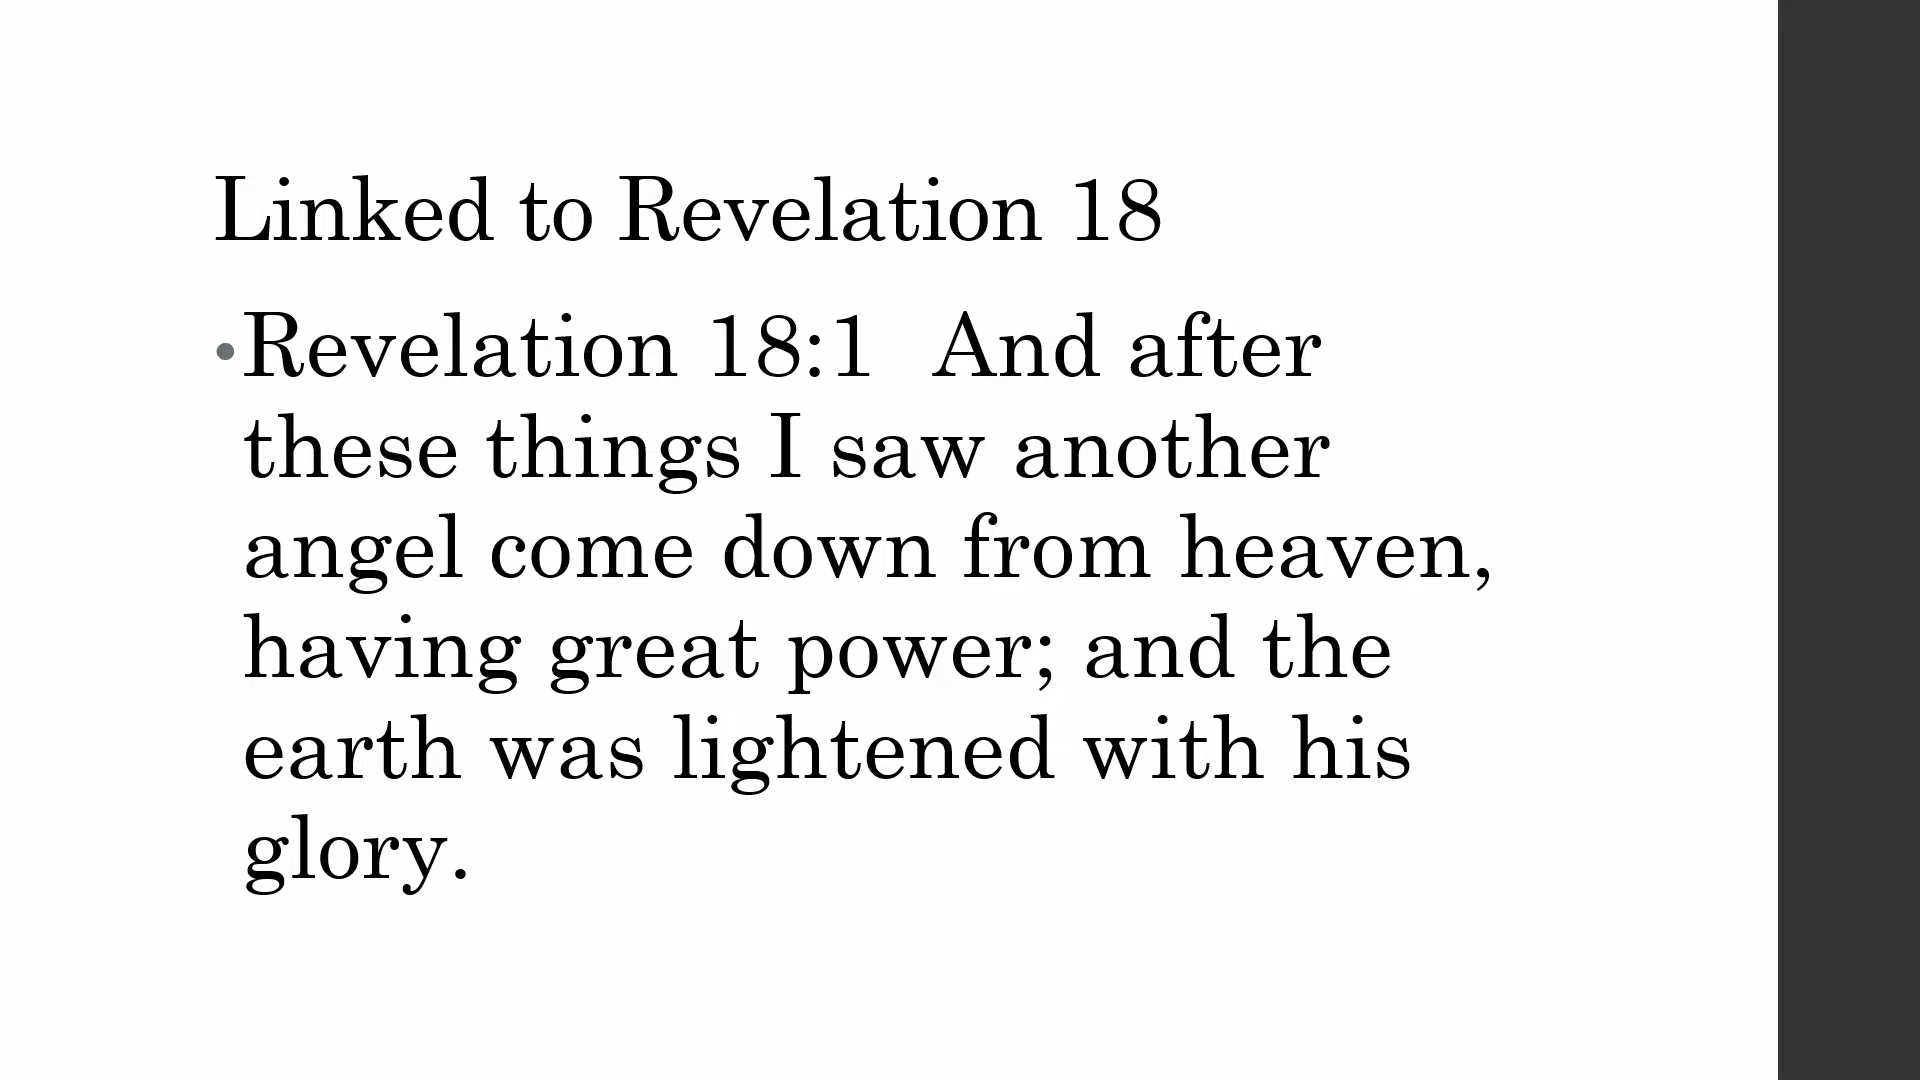 Linked to Revelation 18
•Revelation 18:1  And after
these things I saw another
angel come down from heaven,
having great power; and the
earth was lightened with his
glory.